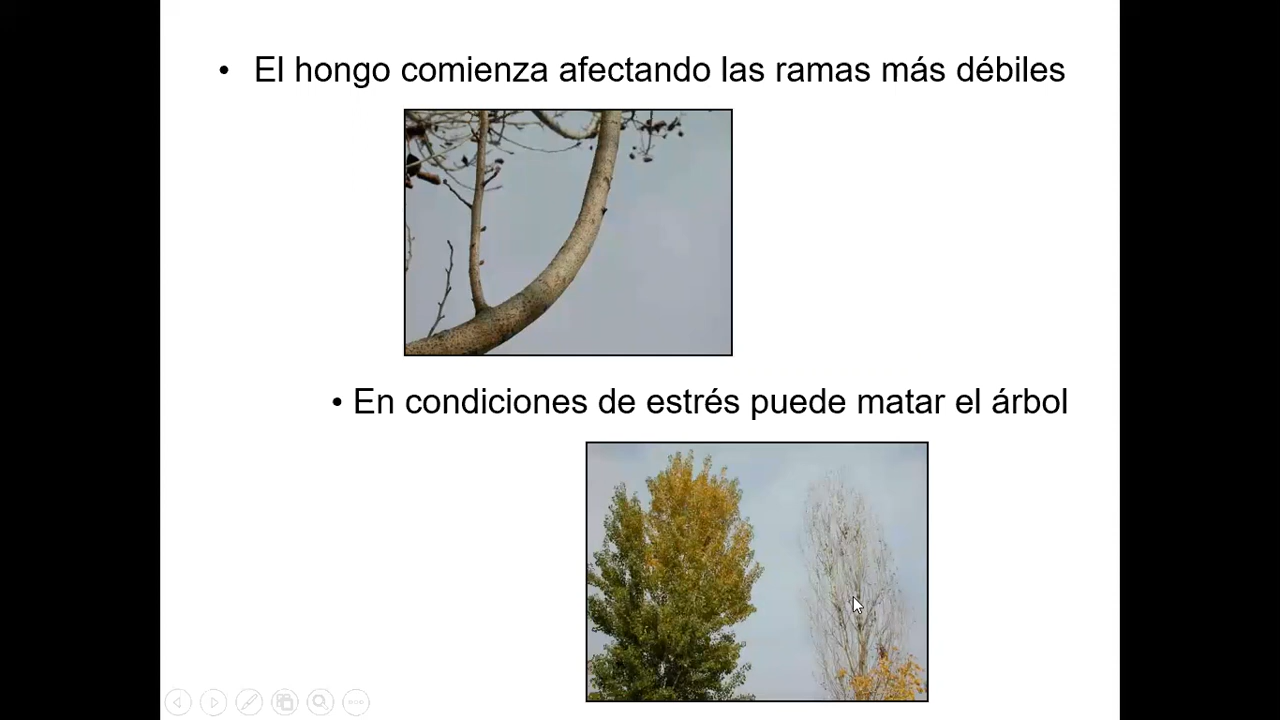 • El hongo comienza afectando las ramas más débiles
• En condiciones de estrés puede matar el árbol